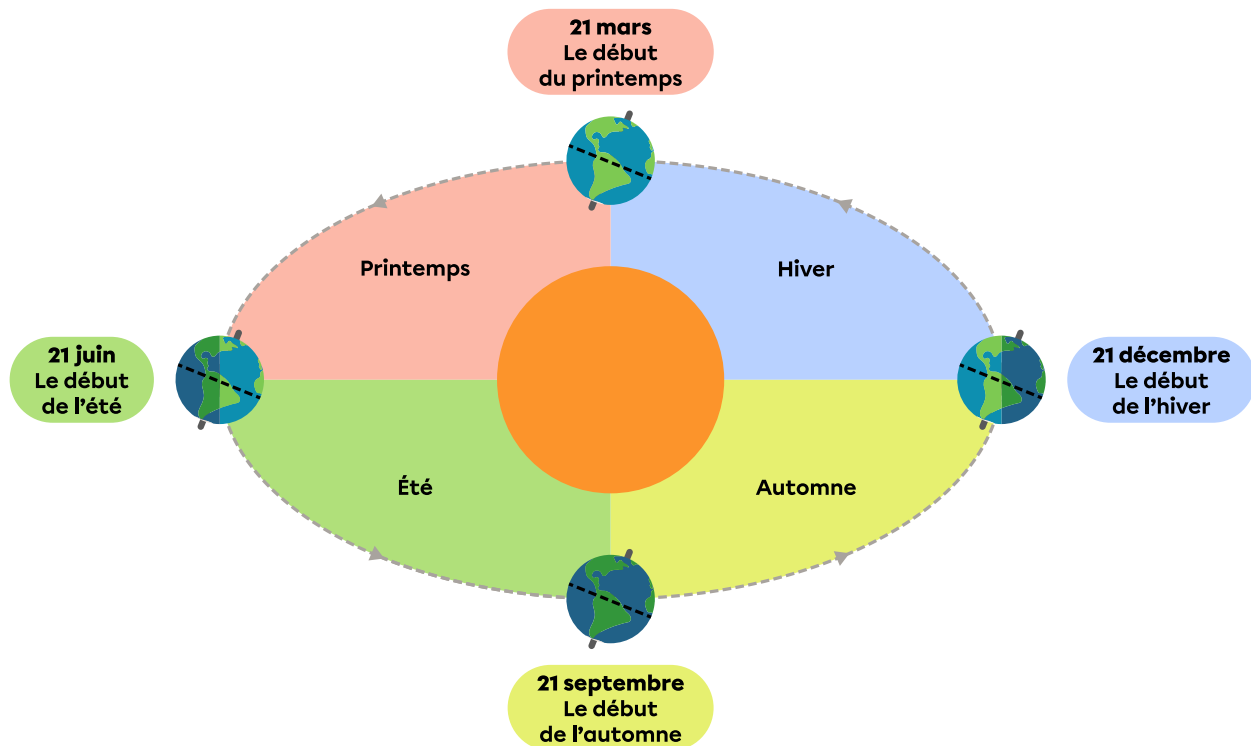 21 mars
Le début
du printemps
Printemps
Hiver
21 juin
Le début
de l'été
21 décembre
Le début
de l'hiver
Été
Automne
21 septembre
Le début
de l'automne